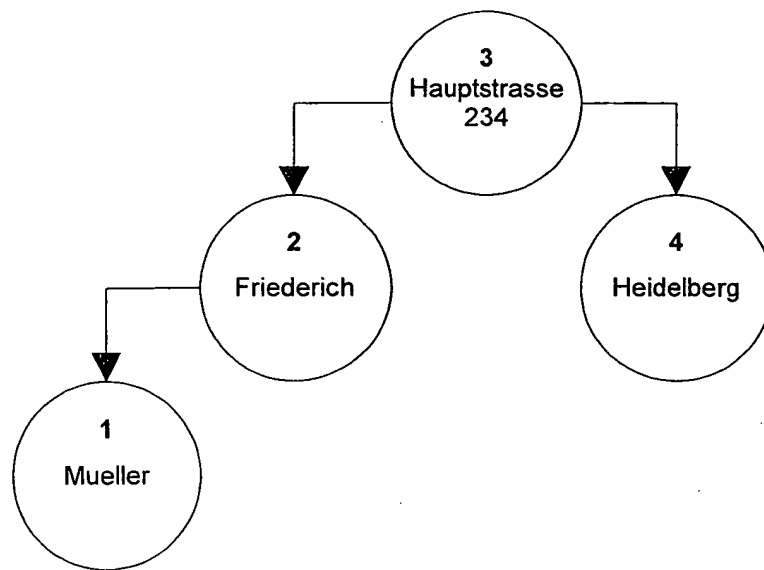 3
Hauptstrasse
234
2
Friederich
4
Heidelberg
1
Mueller